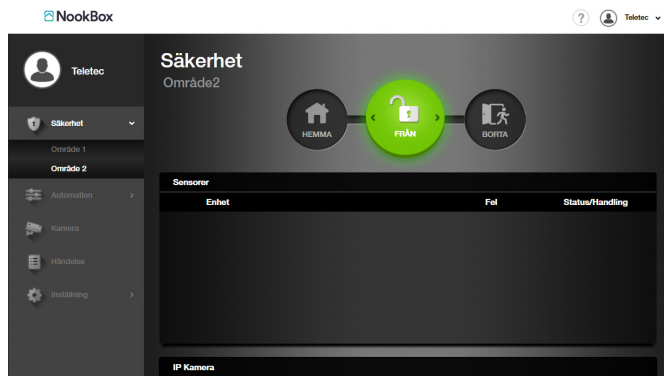 NookBox
? Teletec
Teletec
Säkerhet
Område 1
Område 2
Automation
Kamera
Händelse
Inställning
Säkerhet
Område2
HEMMA
FRÅN
BORTA
Sensorer
Enhet Fel Status/Handling
IP Kamera